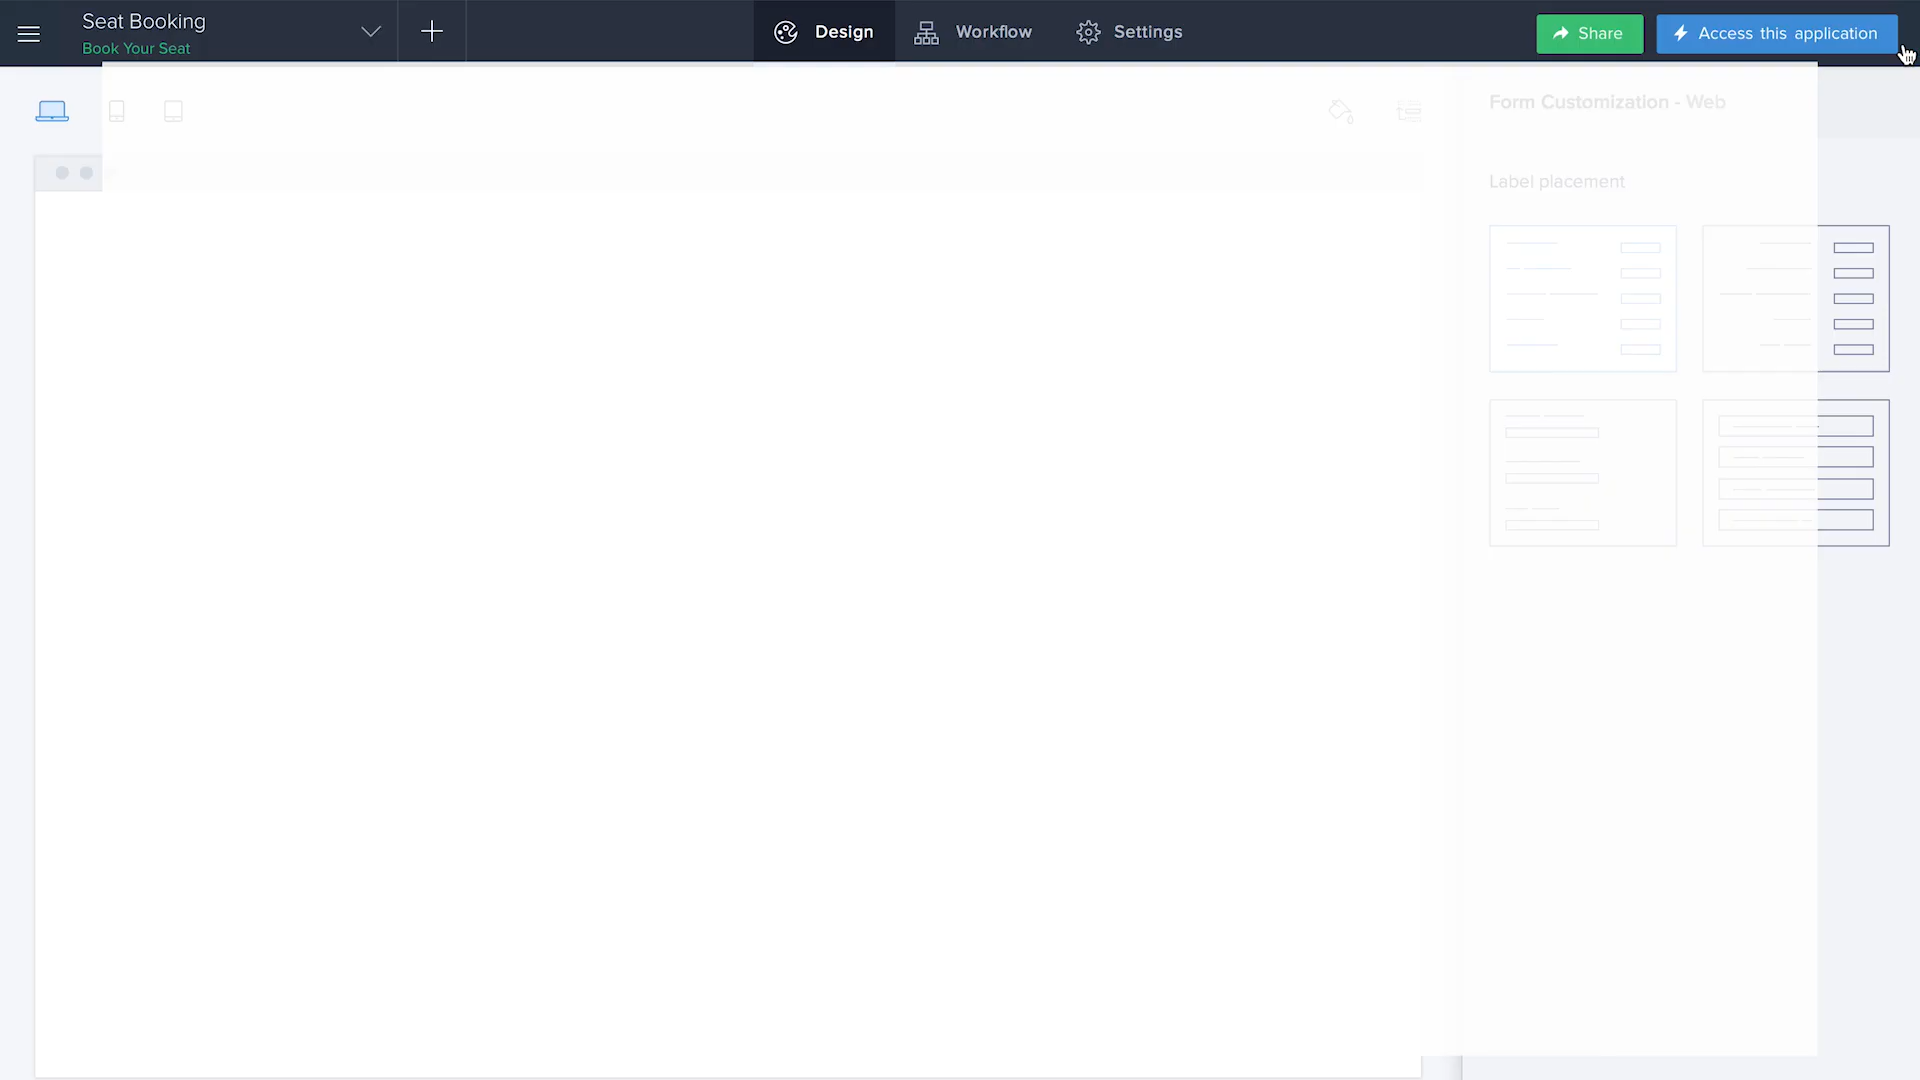 Seat Booking
Book Your Seat
Design
Workflow
Settings
Share
Access this application
Form Customization - Web
Label placement